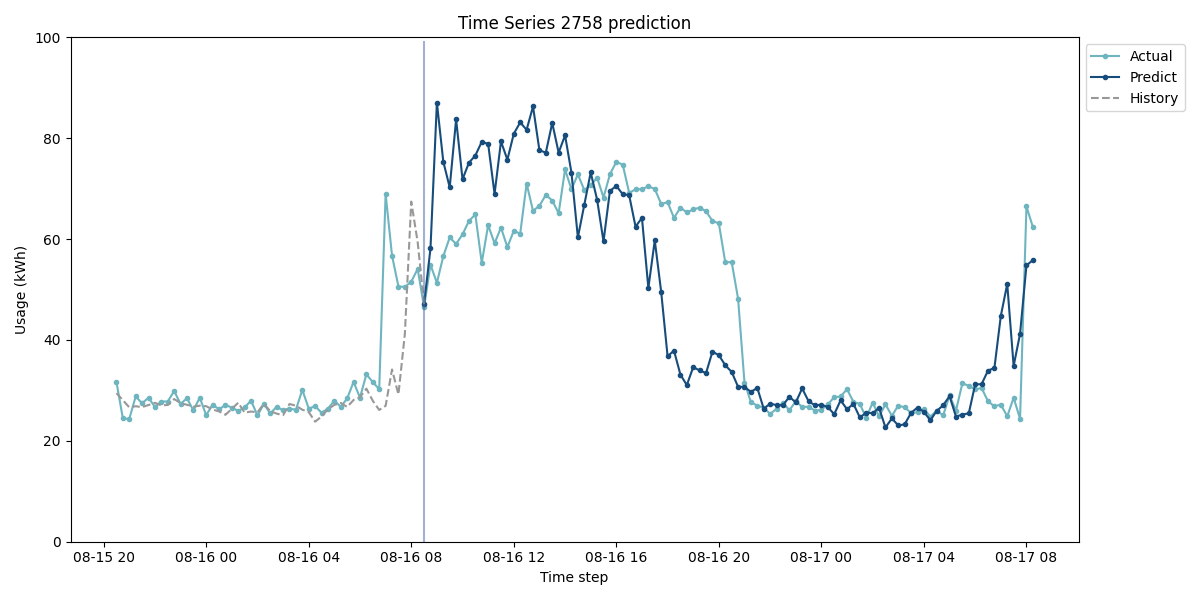 Time Series 2758 prediction
100
80
60
40
20
0
Usage (kWh)
08-15 20
08-16 00
08-16 04
08-16 08
08-16 12
08-16 16
08-16 20
08-17 00
08-17 04
08-17 08
Time step
Actual
Predict
History